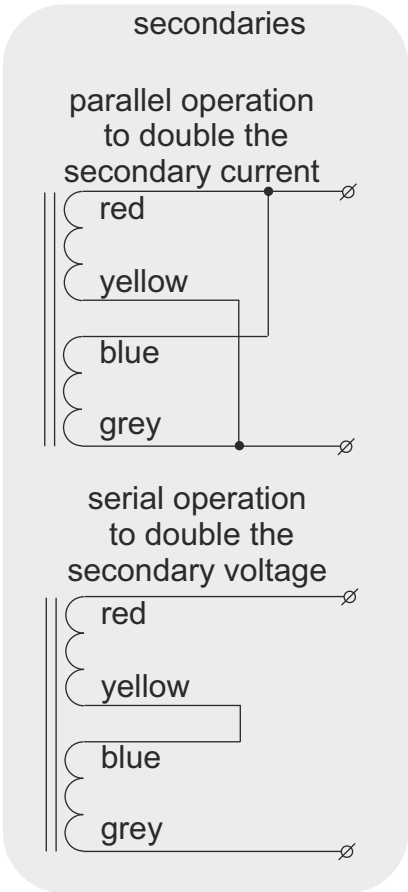 secondaries
parallel operation
to double the
secondary current
red
yellow
blue
grey
serial operation
to double the
secondary voltage
red
yellow
blue
grey